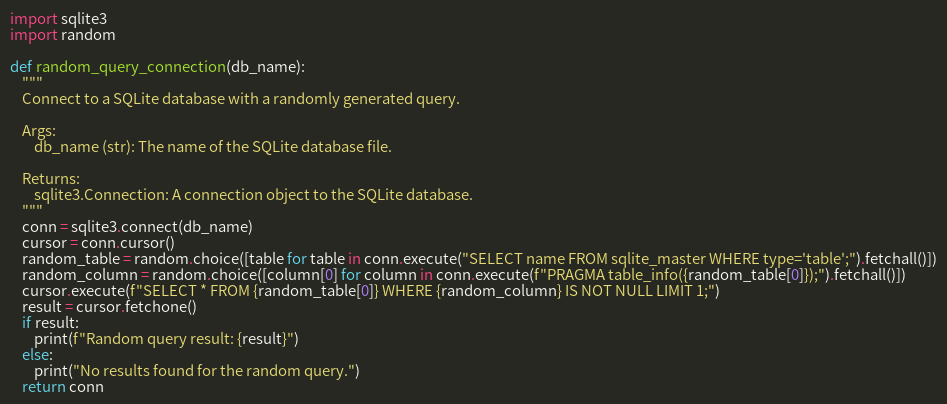 import sqlite3
import random

def random_query_connection(db_name):
    """
    Connect to a SQLite database with a randomly generated query.

    Args:
        db_name (str): The name of the SQLite database file.

    Returns:
        sqlite3.Connection: A connection object to the SQLite database.
    """
    conn = sqlite3.connect(db_name)
    cursor = conn.cursor()
    random_table = random.choice([table for table in conn.execute("SELECT name FROM sqlite_master WHERE type='table';").fetchall()])
    random_column = random.choice([column[0] for column in conn.execute(f"PRAGMA table_info({random_table[0]});").fetchall()])
    cursor.execute(f"SELECT * FROM {random_table[0]} WHERE {random_column} IS NOT NULL LIMIT 1;")
    result = cursor.fetchone()
    if result:
        print(f"Random query result: {result}")
    else:
        print("No results found for the random query.")
    return conn